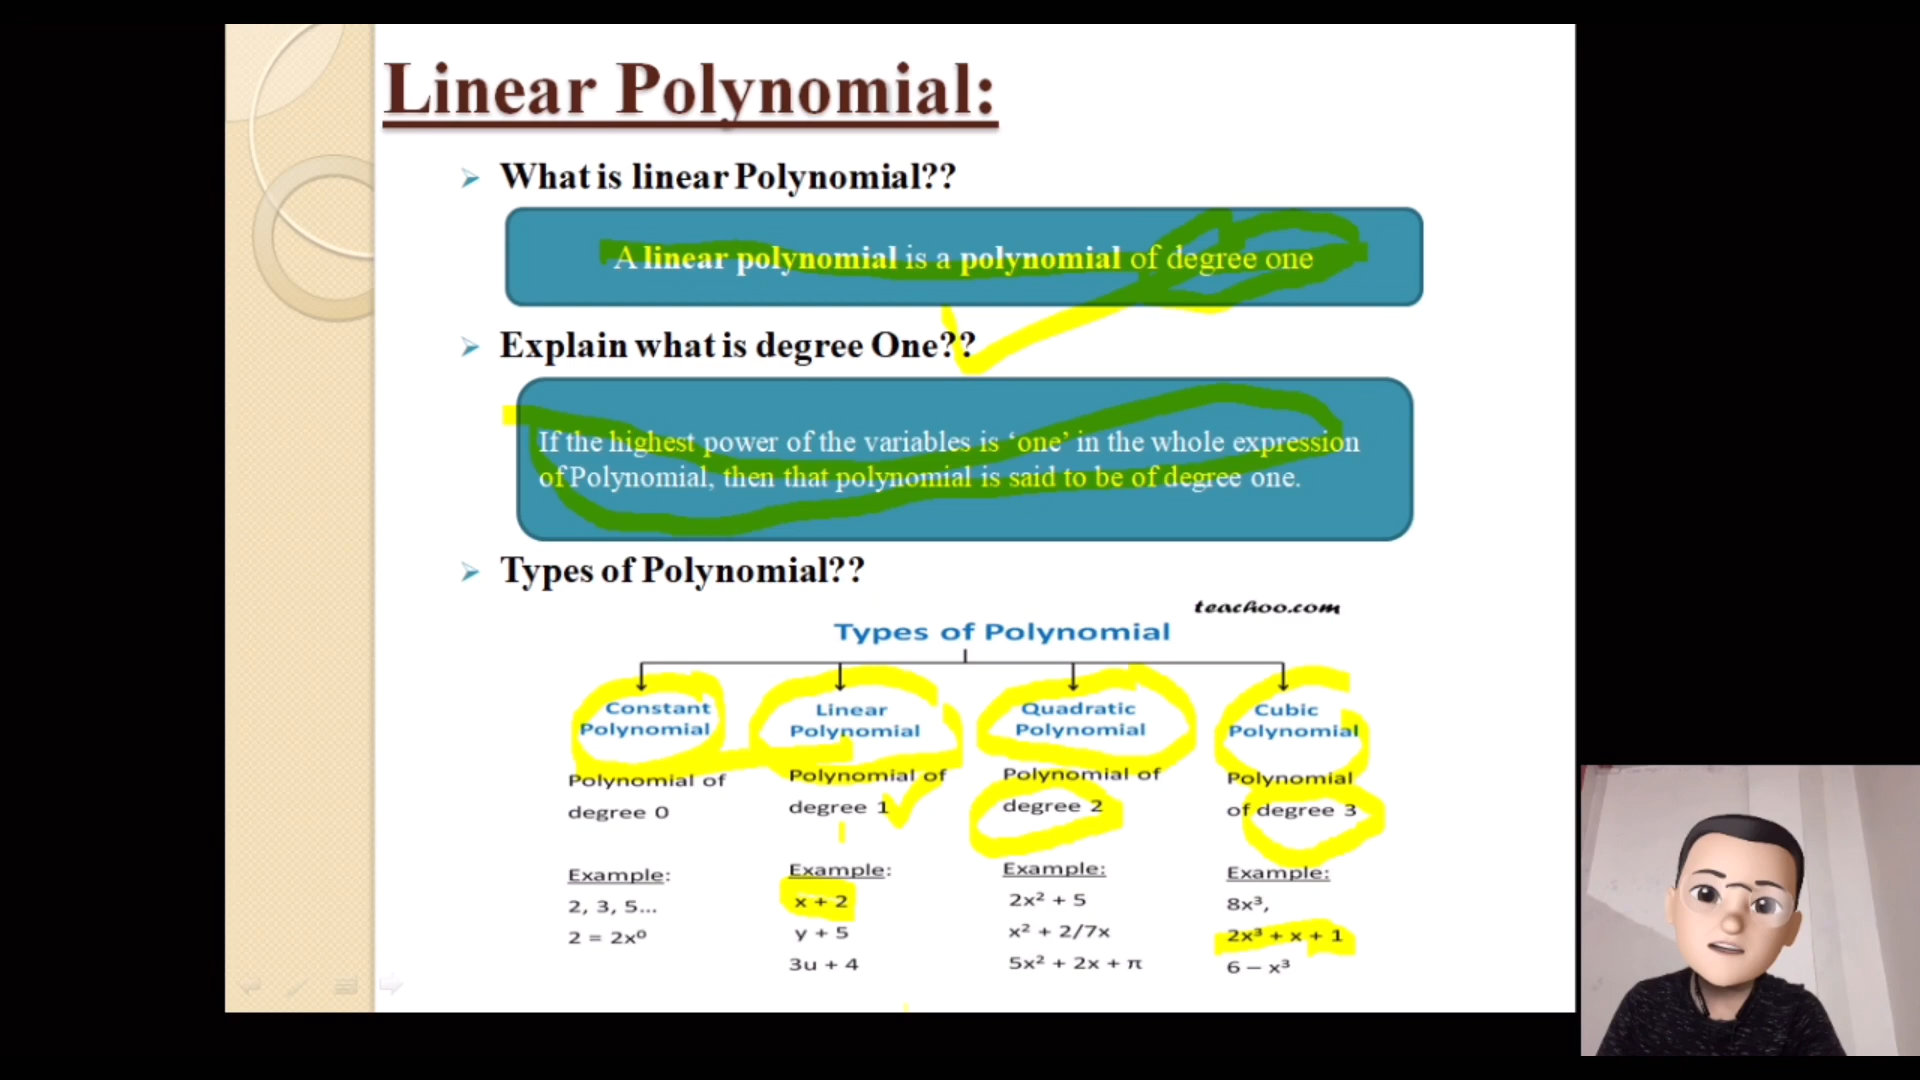 Linear Polynomial:
What is linear Polynomial??
A linear polynomial is a polynomial of degree one
Explain what is degree One??
If the highest power of the variables is ‘one’ in the whole expression
of Polynomial, then that polynomial is said to be of degree one.
Types of Polynomial??
teachoo.com
Types of Polynomial
Constant
Polynomial
Polynomial of
degree 0
Example:
2, 3, 5...
2 = 2x⁰
Linear
Polynomial
Polynomial of
degree 1
Example:
x + 2
y + 5
3u + 4
Quadratic
Polynomial
Polynomial of
degree 2
Example:
2x² + 5
x² + 2/7x
5x² + 2x + π
Cubic
Polynomial
Polynomial
of degree 3
Example:
8x³,
2x³ + x + 1
6 – x³